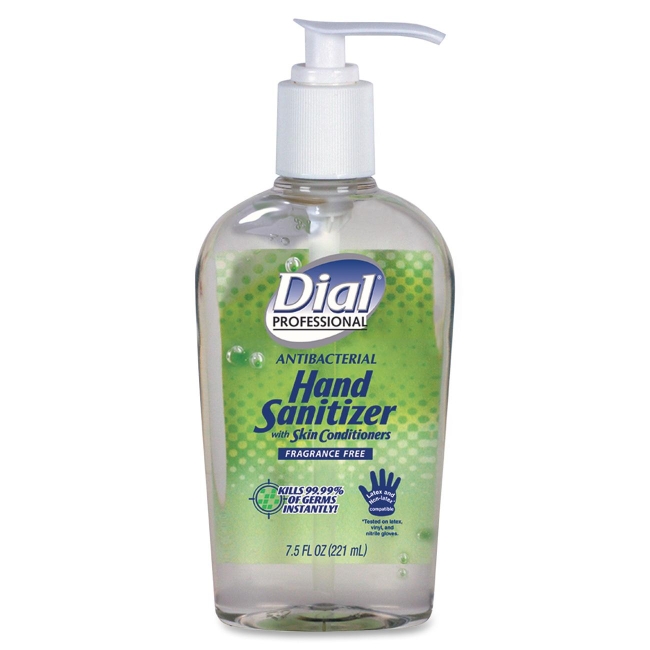 Dial®
PROFESSIONAL
ANTIBACTERIAL
Hand
Sanitizer
with Skin Conditioners
FRAGRANCE FREE
KILLS 99.99%
OF GERMS
INSTANTLY!
Latex and
Non-latex*
compatible
*Tested on latex,
vinyl, and
nitrile gloves.
7.5 FL OZ (221 mL)